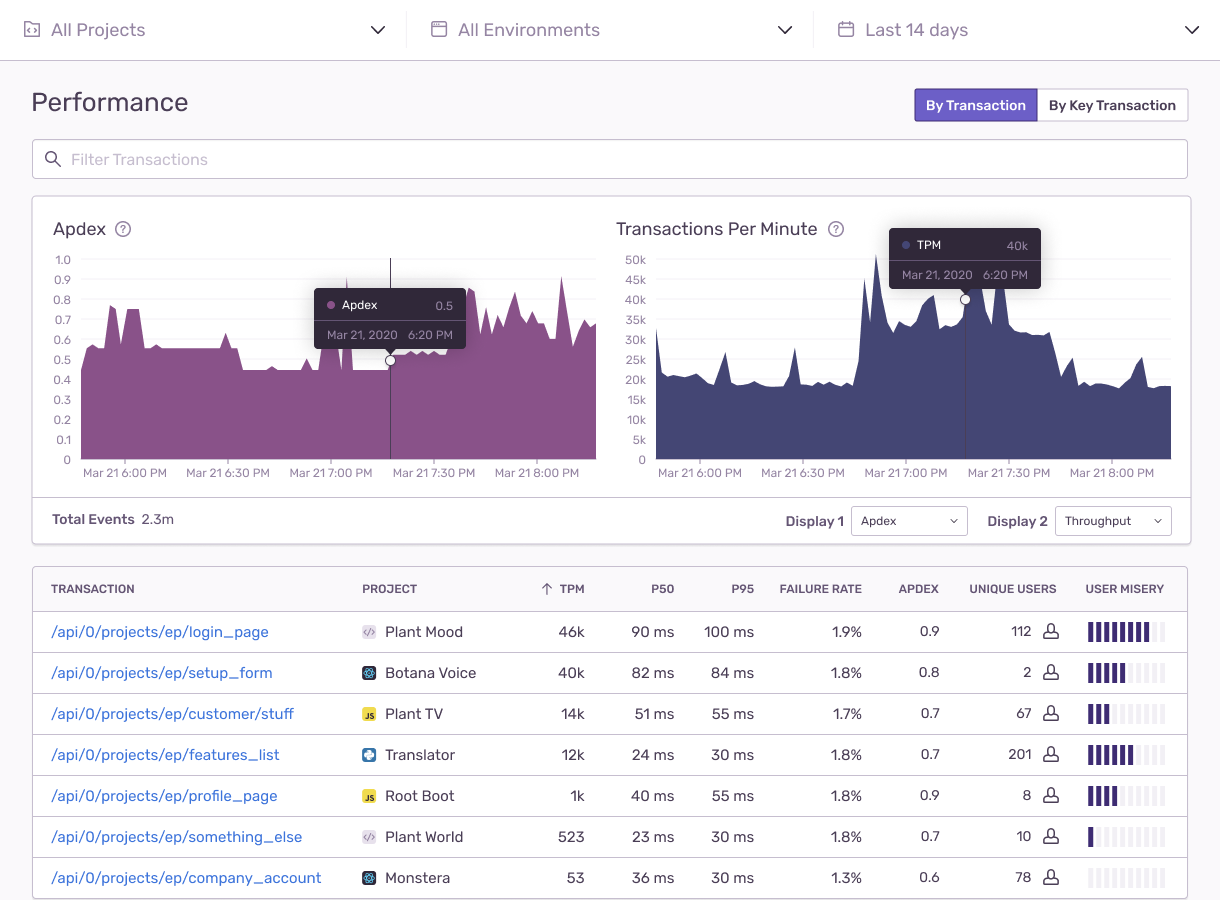 All Projects All Environments Last 14 days
Performance By Transaction By Key Transaction
Filter Transactions
Apdex ?
1.0
0.9
0.8
0.7
0.6
0.5
0.4
0.3
0.2
0.1
0
Apdex 0.5
Mar 21, 2020 6:20 PM
Mar 21 6:00 PM Mar 21 6:30 PM Mar 21 7:00 PM Mar 21 7:30 PM Mar 21 8:00 PM
Transactions Per Minute ?
50k
45k
40k
35k
30k
25k
20k
15k
10k
5k
0
TPM 40k
Mar 21, 2020 6:20 PM
Mar 21 6:00 PM Mar 21 6:30 PM Mar 21 7:00 PM Mar 21 7:30 PM Mar 21 8:00 PM
Total Events 2.3m Display 1 Apdex Display 2 Throughput
TRANSACTION PROJECT TPM P50 P95 FAILURE RATE APDEX UNIQUE USERS USER MISERY
/api/0/projects/ep/login_page </> Plant Mood 46k 90 ms 100 ms 1.9% 0.9 112
/api/0/projects/ep/setup_form Botana Voice 40k 82 ms 84 ms 1.8% 0.8 2
/api/0/projects/ep/customer/stuff JS Plant TV 14k 51 ms 55 ms 1.7% 0.7 67
/api/0/projects/ep/features_list Translator 12k 24 ms 30 ms 1.8% 0.7 201
/api/0/projects/ep/profile_page JS Root Boot 1k 40 ms 55 ms 1.8% 0.9 8
/api/0/projects/ep/something_else </> Plant World 523 23 ms 30 ms 1.8% 0.7 10
/api/0/projects/ep/company_account Monstera 53 36 ms 30 ms 1.3% 0.6 78